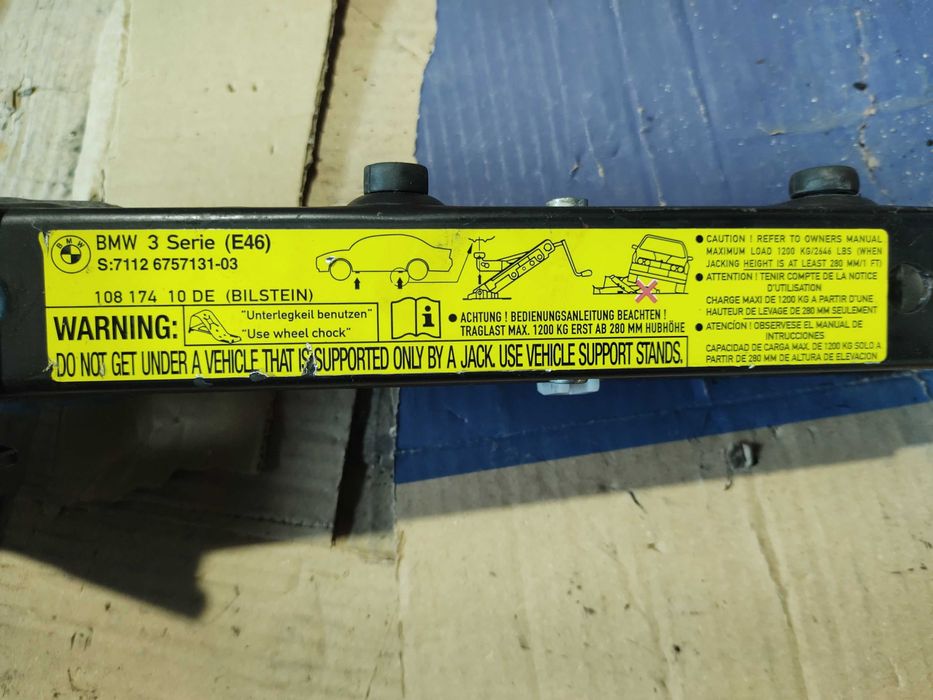 BMW
BMW 3 Serie (E46)
S:7112 6757131-03
108 174 10 DE (BILSTEIN)
WARNING:
"Unterlegkeil benutzen"
"Use wheel chock"
i
● ACHTUNG ! BEDIENUNGSANLEITUNG BEACHTEN !
TRAGLAST MAX. 1200 KG ERST AB 280 MM HUBHÖHE
DO NOT GET UNDER A VEHICLE THAT IS SUPPORTED ONLY BY A JACK. USE VEHICLE SUPPORT STANDS.
● CAUTION ! REFER TO OWNERS MANUAL
MAXIMUM LOAD 1200 KG/2646 LBS (WHEN
JACKING HEIGHT IS AT LEAST 280 MM/1 FT)
● ATTENTION ! TENIR COMPTE DE LA NOTICE
D'UTILISATION
CHARGE MAXI DE 1200 KG A PARTIR D'UNE
HAUTEUR DE LEVAGE DE 280 MM SEULEMENT
● ATENCÍON ! OBSERVESE EL MANUAL DE
INTRUCCIONES
CAPACIDAD DE CARGA MAX. DE 1200 KG SOLO A
PARTIR DE 280 MM DE ALTURA DE ELEVACION